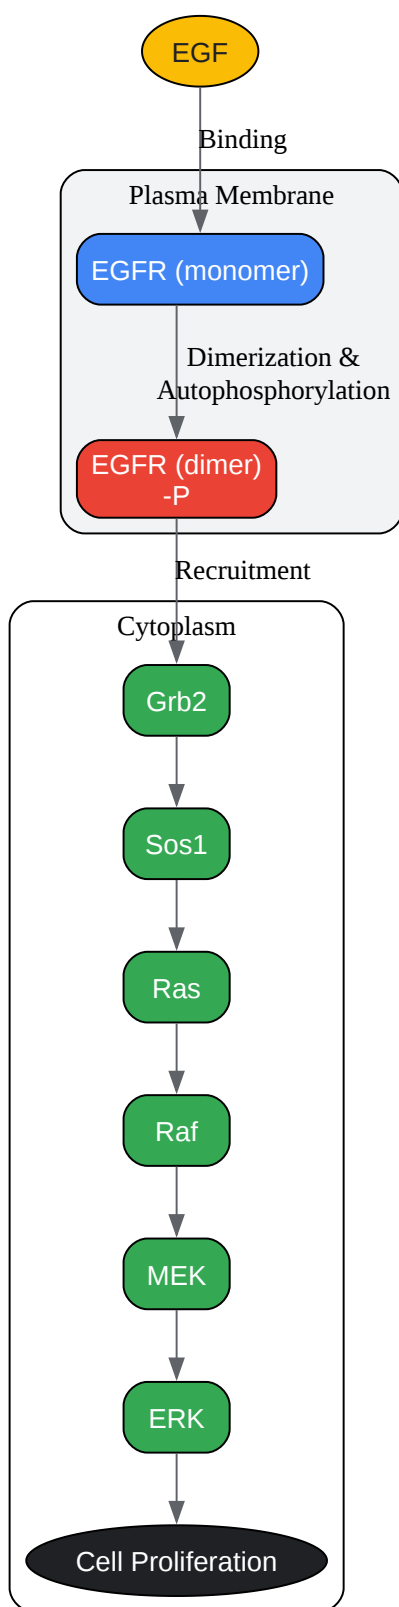 EGF
Binding
Plasma Membrane
EGFR (monomer)
Dimerization &
Autophosphorylation
EGFR (dimer)
-P
Recruitment
Cytoplasm
Grb2
Sos1
Ras
Raf
MEK
ERK
Cell Proliferation